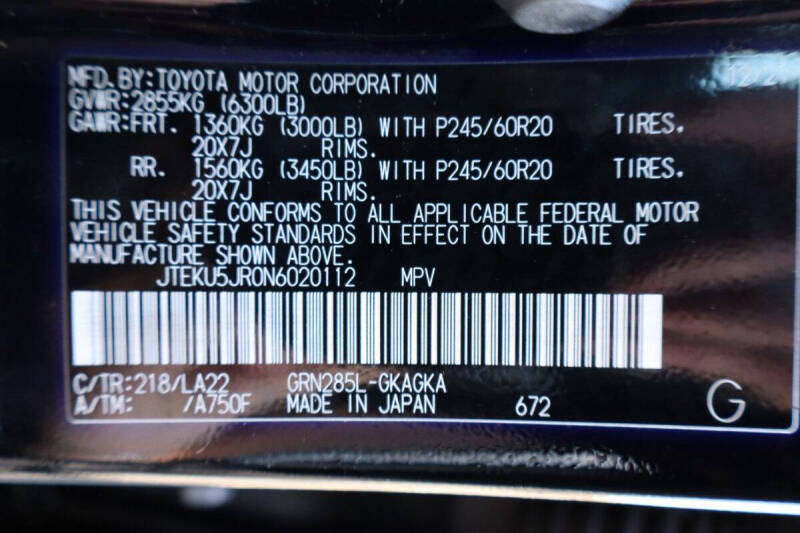 MFD.BY:TOYOTA MOTOR CORPORATION 12/21
GVWR:2855KG (6300LB)
GAWR:FRT. 1360KG (3000LB) WITH P245/60R20 TIRES.
20X7J RIMS.
RR. 1560KG (3450LB) WITH P245/60R20 TIRES.
20X7J RIMS.
THIS VEHICLE CONFORMS TO ALL APPLICABLE FEDERAL MOTOR
VEHICLE SAFETY STANDARDS IN EFFECT ON THE DATE OF
MANUFACTURE SHOWN ABOVE.
JTEKU5JR0N6020112 MPV
C/TR:218/LA22 GRN285L-GKAGKA
A/TM: /A750F MADE IN JAPAN 672 G